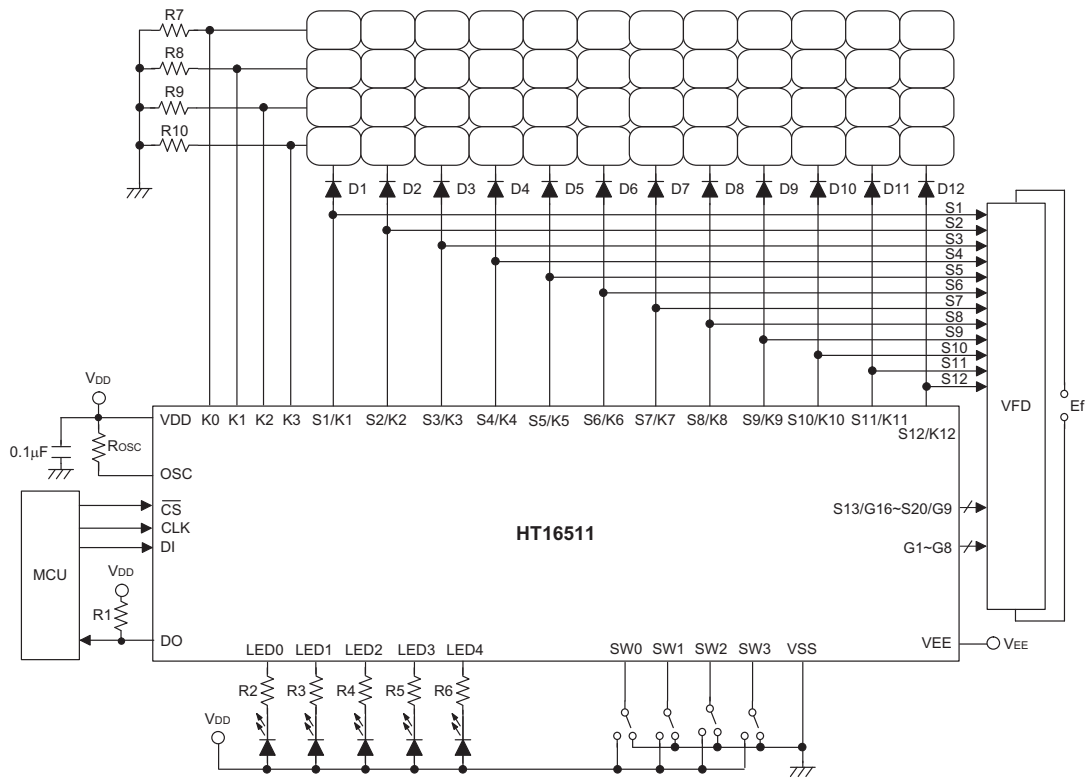 R7
R8
R9
R10
D1 D2 D3 D4 D5 D6 D7 D8 D9 D10 D11 D12
S1
S2
S3
S4
S5
S6
S7
S8
S9
S10
S11
S12
VDD
0.1μF
ROSC
VDD K0 K1 K2 K3 S1/K1 S2/K2 S3/K3 S4/K4 S5/K5 S6/K6 S7/K7 S8/K8 S9/K9 S10/K10 S11/K11 S12/K12
VFD
Ef
OSC
CS
CLK
DI
MCU
VDD
R1
DO
HT16511
S13/G16~S20/G9
G1~G8
VEE
VEE
LED0 LED1 LED2 LED3 LED4 SW0 SW1 SW2 SW3 VSS
R2 R3 R4 R5 R6
VDD